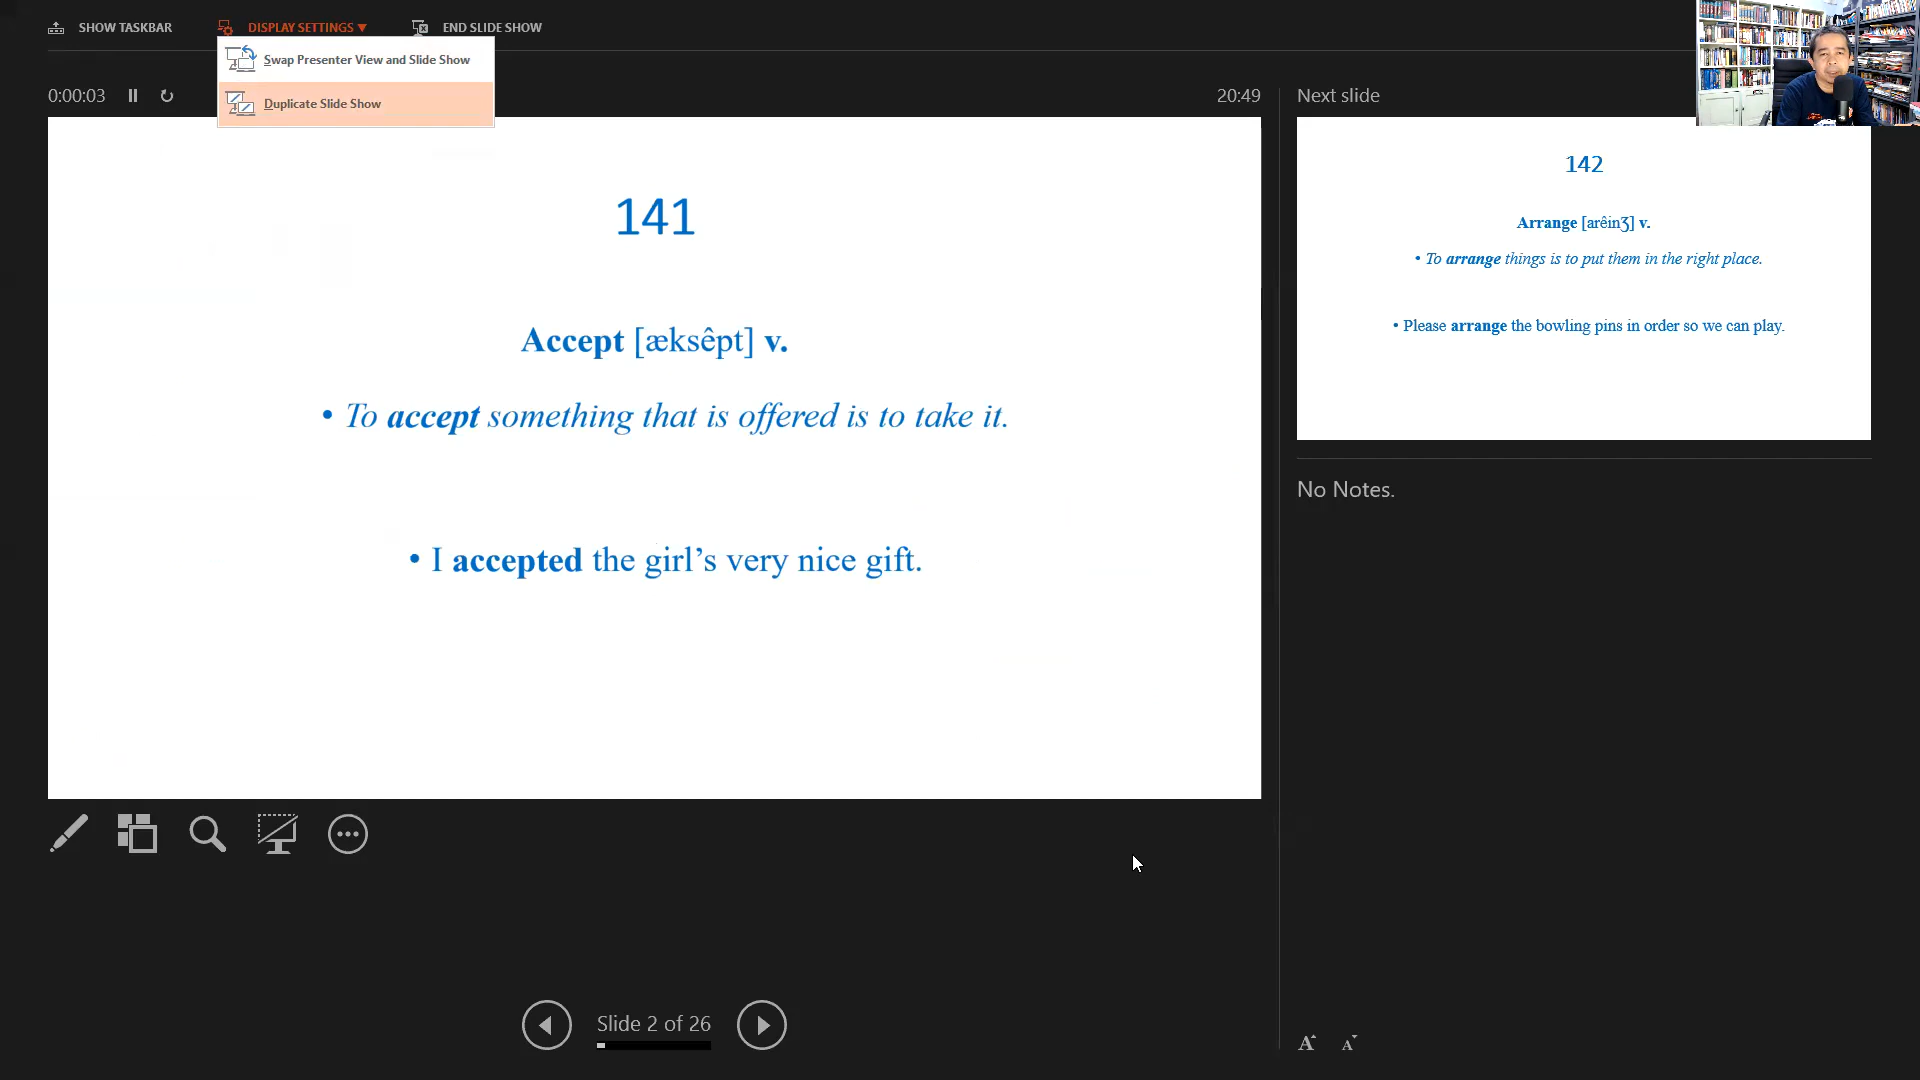 SHOW TASKBAR
DISPLAY SETTINGS ▼
END SLIDE SHOW
Swap Presenter View and Slide Show
Duplicate Slide Show
0:00:03
20:49
141
Accept [æksêpt] v.
• To accept something that is offered is to take it.
• I accepted the girl’s very nice gift.
Slide 2 of 26
Next slide
142
Arrange [arêinʒ] v.
• To arrange things is to put them in the right place.
• Please arrange the bowling pins in order so we can play.
No Notes.
A A